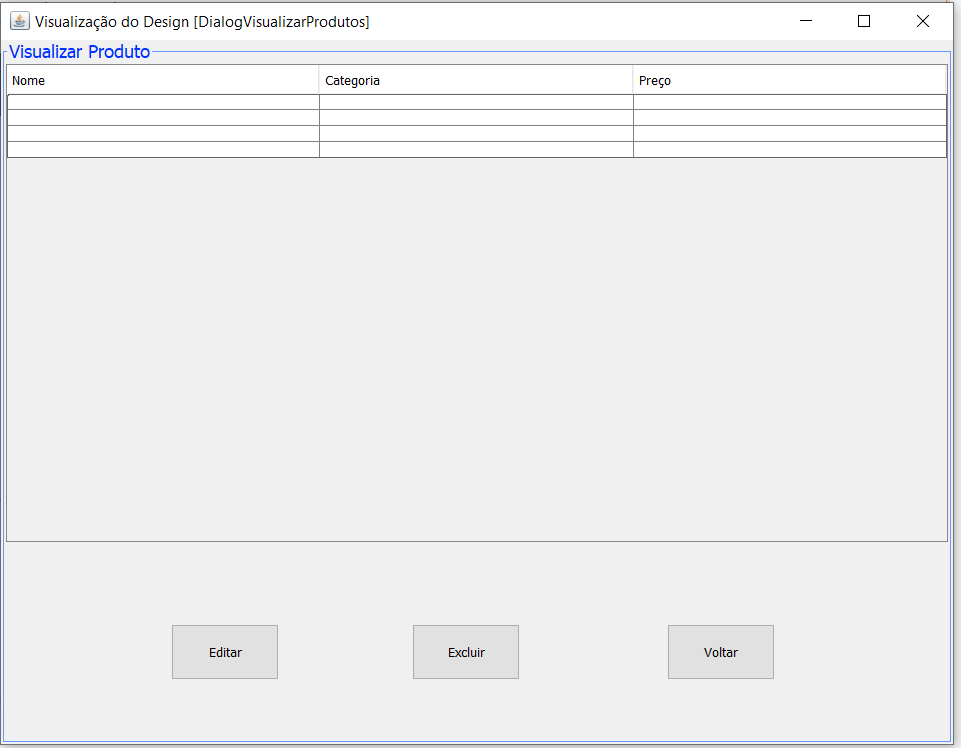 Visualização do Design [DialogVisualizarProdutos]
Visualizar Produto
Nome Categoria Preço
Editar Excluir Voltar